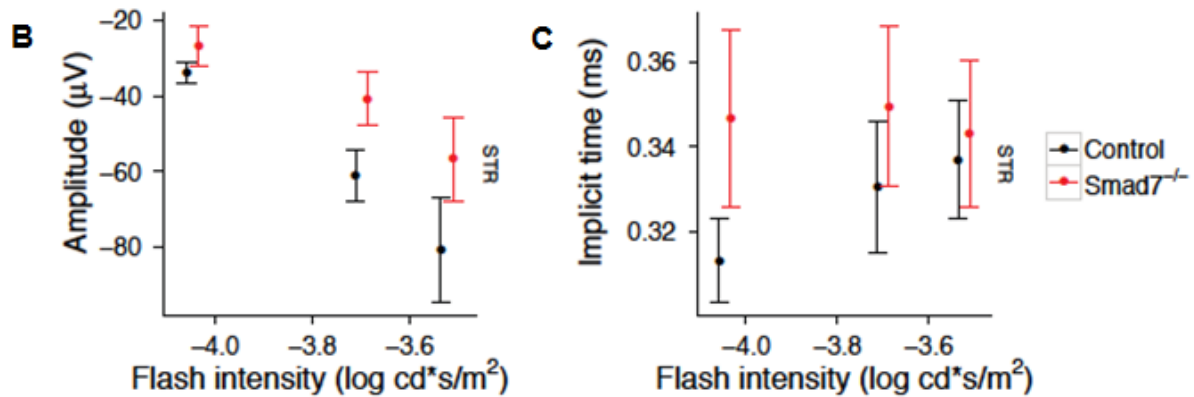 B
Amplitude (μV)
−20
−40
−60
−80
−4.0
−3.8
−3.6
Flash intensity (log cd*s/m²)
STR
C
Implicit time (ms)
0.36
0.34
0.32
−4.0
−3.8
−3.6
Flash intensity (log cd*s/m²)
STR
Control
Smad7⁻/⁻